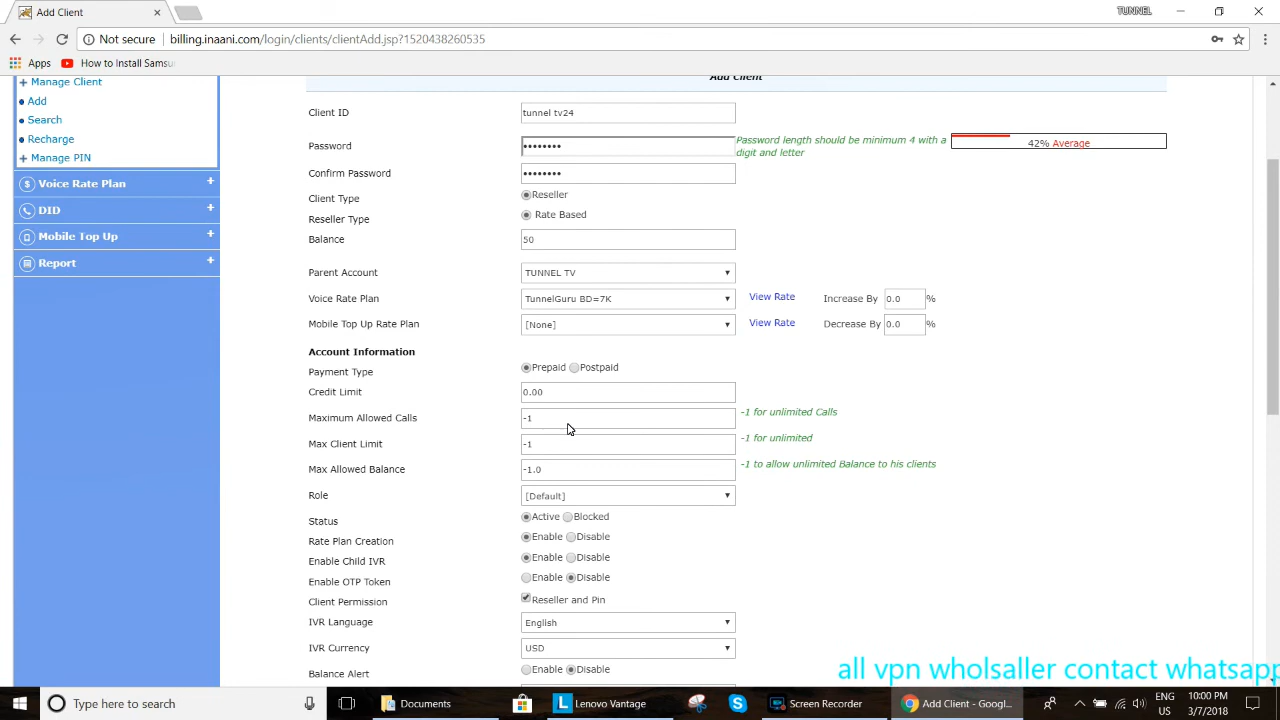 Add Client
TUNNEL
Not secure
billing.inaani.com/login/clients/clientAdd.jsp?1520438260535
Apps
How to Install Samsu
Manage Client
Add
Search
Recharge
Manage PIN
Voice Rate Plan
DID
Mobile Top Up
Report
Add Client
Client ID
tunnel tv24
Password
••••••••
Password length should be minimum 4 with a
digit and letter
42% Average
Confirm Password
••••••••
Client Type
Reseller
Reseller Type
Rate Based
Balance
50
Parent Account
TUNNEL TV
Voice Rate Plan
TunnelGuru BD=7K
View Rate
Increase By
0.0
%
Mobile Top Up Rate Plan
[None]
View Rate
Decrease By
0.0
%
Account Information
Payment Type
Prepaid
Postpaid
Credit Limit
0.00
Maximum Allowed Calls
-1
-1 for unlimited Calls
Max Client Limit
-1
-1 for unlimited
Max Allowed Balance
-1.0
-1 to allow unlimited Balance to his clients
Role
[Default]
Status
Active
Blocked
Rate Plan Creation
Enable
Disable
Enable Child IVR
Enable
Disable
Enable OTP Token
Enable
Disable
Client Permission
Reseller and Pin
IVR Language
English
IVR Currency
USD
Balance Alert
Enable
Disable
all vpn wholsaller contact whatsapp
Type here to search
Documents
Lenovo Vantage
Screen Recorder
Add Client - Googl...
ENG
US
10:00 PM
3/7/2018